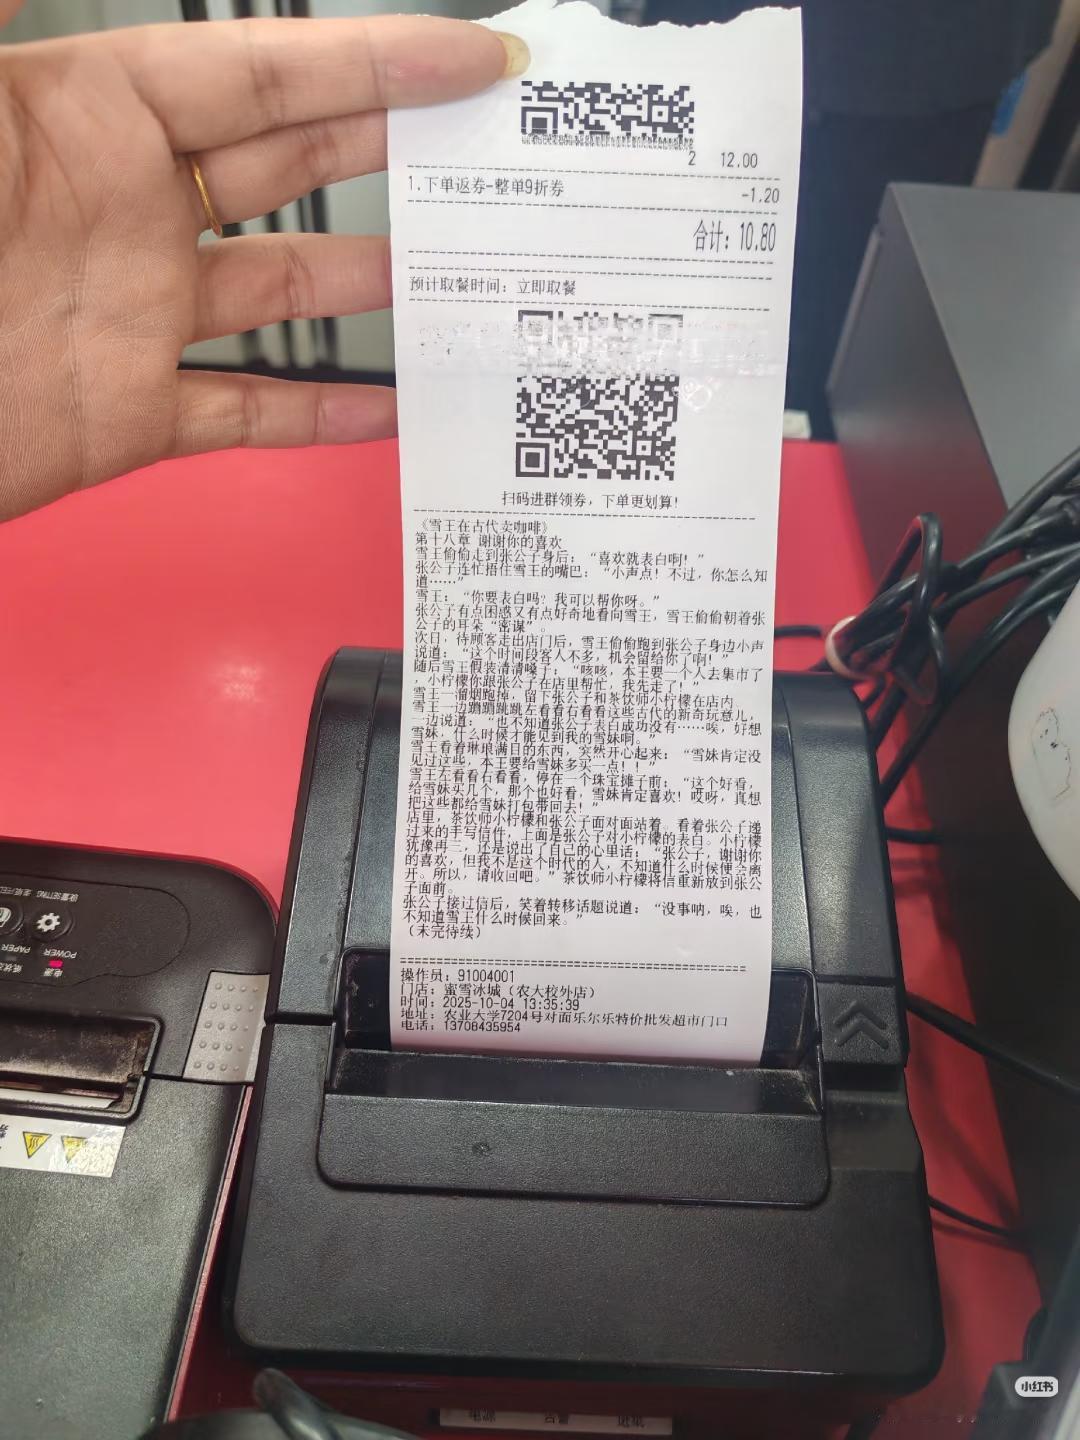 2 12.00
1.下单返券-整单9折券 -1.20
合计: 10.80
预计取餐时间: 立即取餐
扫码进群领券，下单更划算!
《雪王在古代卖咖啡》
第十八章 谢谢你的喜欢
雪王偷偷走到张公子身后：“喜欢就表白啊！”
张公子连忙捂住雪王的嘴巴：“小声点！不过，你怎么知
道……”
雪王：“你要表白吗？我可以帮你呀。”
张公子有点困惑又有点好奇地看向雪王，雪王偷偷朝着张
公子的耳朵“密谋”。
次日，待顾客走出店门后，雪王偷偷跑到张公子身边小声
说道：“这个时间段客人不多，机会留给你了啊！”
随后雪王假装清清嗓子：“咳咳，本王要一个人去集市了
，小柠檬你跟张公子在店里帮忙，我先走了！”
雪王一溜烟跑掉，留下张公子和茶饮师小柠檬在店内。
雪王一边蹦蹦跳跳左看看右看看这些古代的新奇玩意儿，
一边说道：“也不知道张公子表白成功没有……唉，好想
雪妹，什么时候才能见到我的雪妹啊。”
雪王看着琳琅满目的东西，突然开心起来：“雪妹肯定没
见过这些，本王要给雪妹多买一点！！”
雪王左看看右看看，停在一个珠宝摊子前：“这个好看，
给雪妹买几个，那个也好看，雪妹肯定喜欢！哎呀，真想
把这些都给雪妹打包带回去！”
店里，茶饮师小柠檬和张公子面对面站着，看着张公子递
过来的手写信件，上面是张公子对小柠檬的表白。小柠檬
犹豫再三，还是说出了自己的心里话：“张公子，谢谢你
的喜欢，但我不是这个时代的人，不知道什么时候便会离
开。所以，请收回吧。”茶饮师小柠檬将信重新放到张公
子面前。
张公子接过信后，笑着转移话题说道：“没事呐，唉，也
不知道雪王什么时候回来。”
(未完待续)
操作员: 91004001
门店: 蜜雪冰城（农大校外店）
时间: 2025-10-04 13:35:39
地址: 农业大学7204号对面乐尔乐特价批发超市门口
电话: 13708435954
设置SETING
电源
POWER
PAPER
小红书